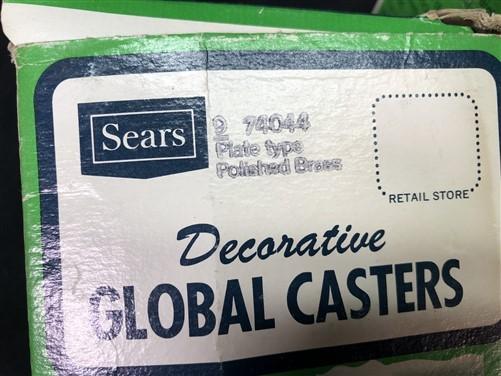 Sears
9 74044
Plate type
Polished Brass
RETAIL STORE
Decorative
GLOBAL CASTERS